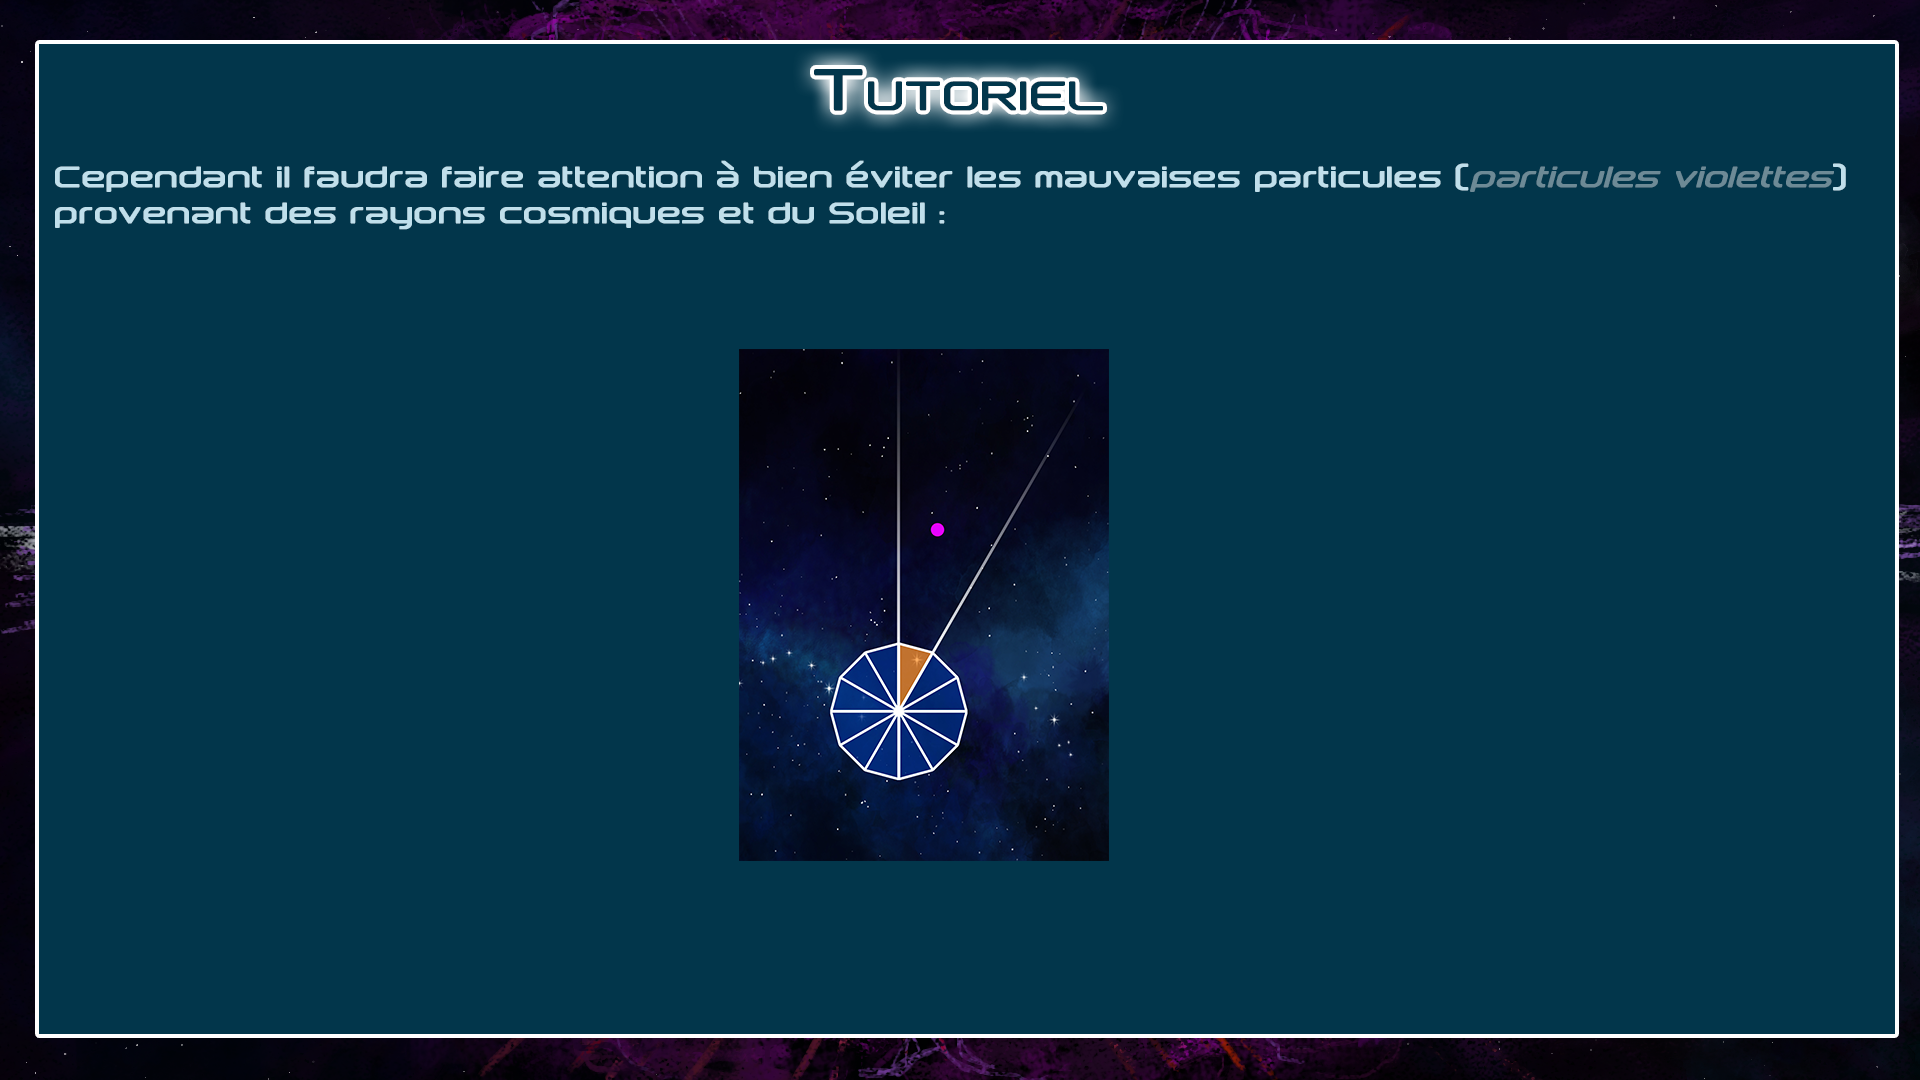 Tutoriel
Cependant il faudra faire attention à bien éviter les mauvaises particules (particules violettes)
provenant des rayons cosmiques et du Soleil :